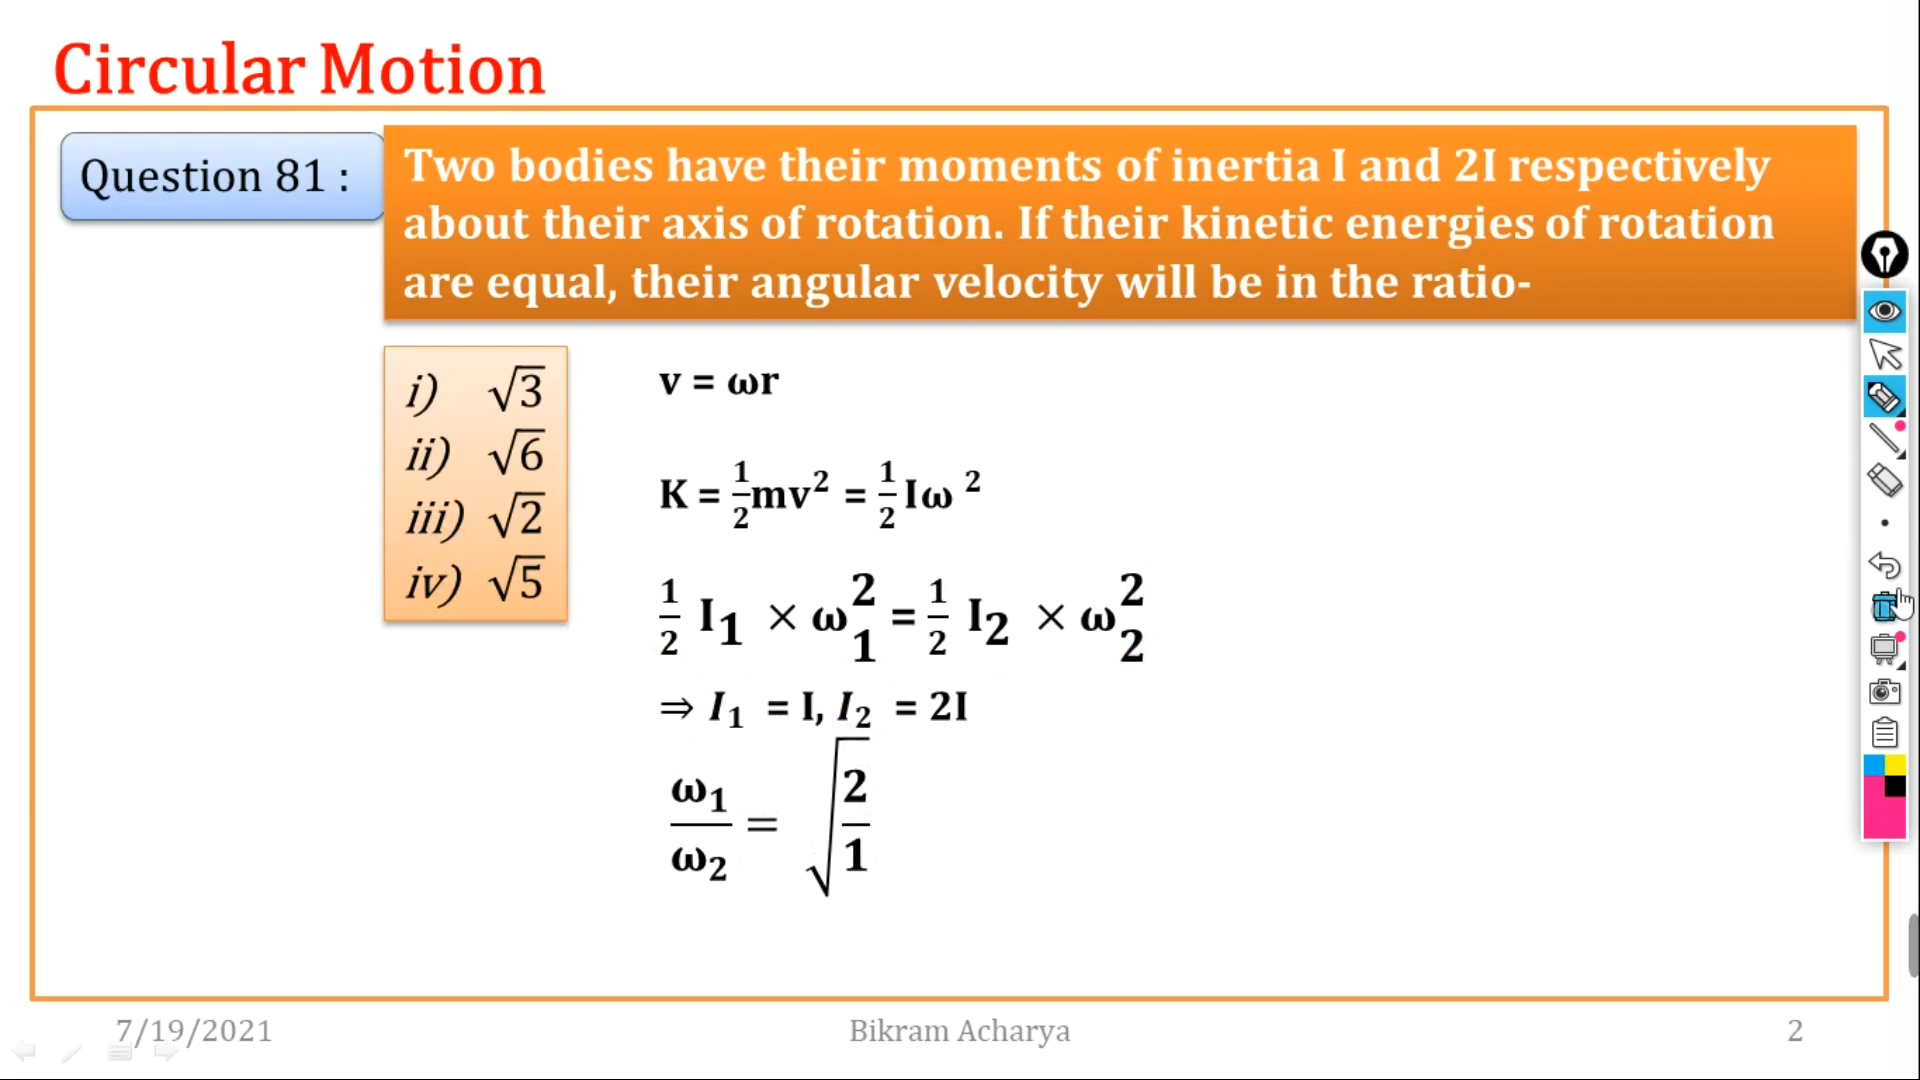 Circular Motion
Question 81 :
Two bodies have their moments of inertia I and 2I respectively
about their axis of rotation. If their kinetic energies of rotation
are equal, their angular velocity will be in the ratio-
i) √3
ii) √6
iii) √2
iv) √5
v = ωr
K = 1/2 mv² = 1/2 Iω ²
1/2 I₁ × ω₁² = 1/2 I₂ × ω₂²
⇒ I₁ = I, I₂ = 2I
ω₁/ω₂ = √(2/1)
7/19/2021
Bikram Acharya
2